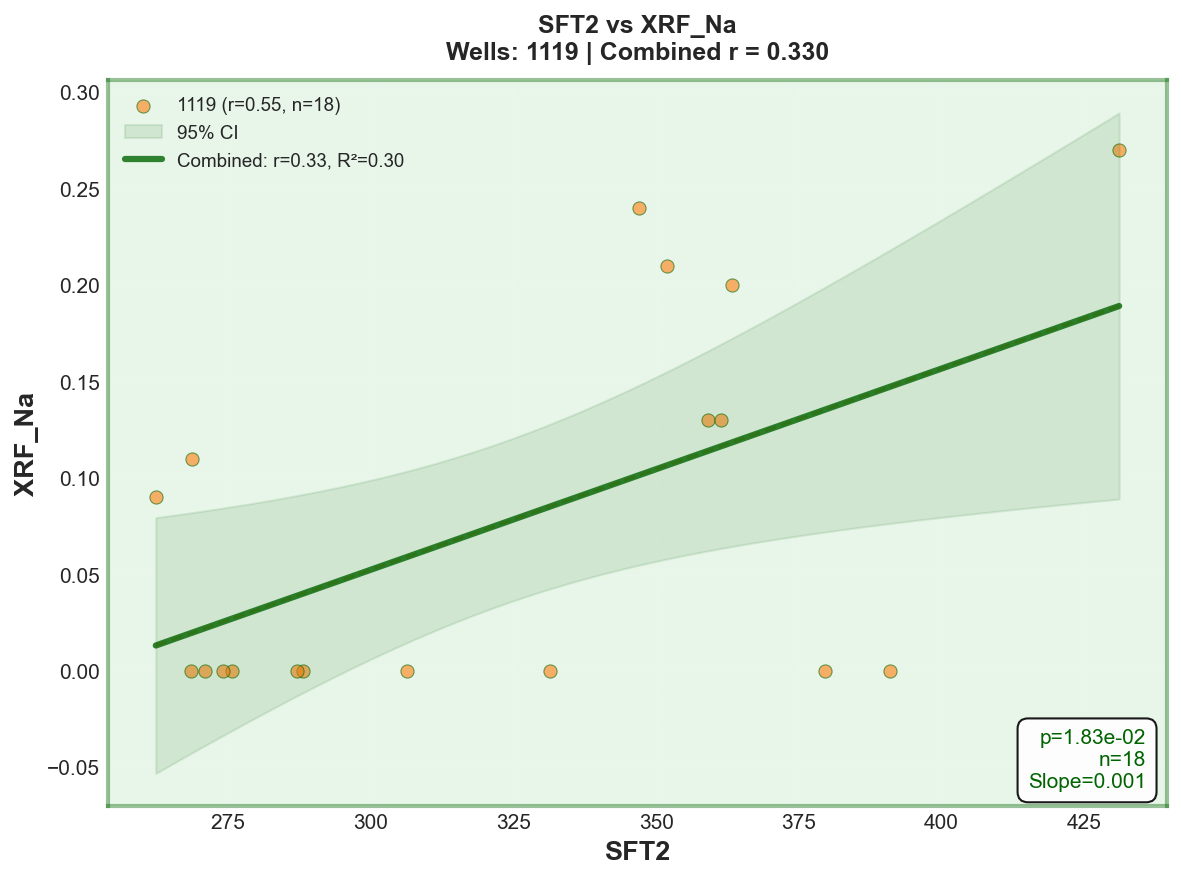 SFT2 vs XRF_Na
Wells: 1119 | Combined r = 0.330
1119 (r=0.55, n=18)
95% CI
Combined: r=0.33, R²=0.30
0.30
0.25
0.20
0.15
0.10
0.05
0.00
−0.05
XRF_Na
p=1.83e-02
n=18
Slope=0.001
275 300 325 350 375 400 425
SFT2